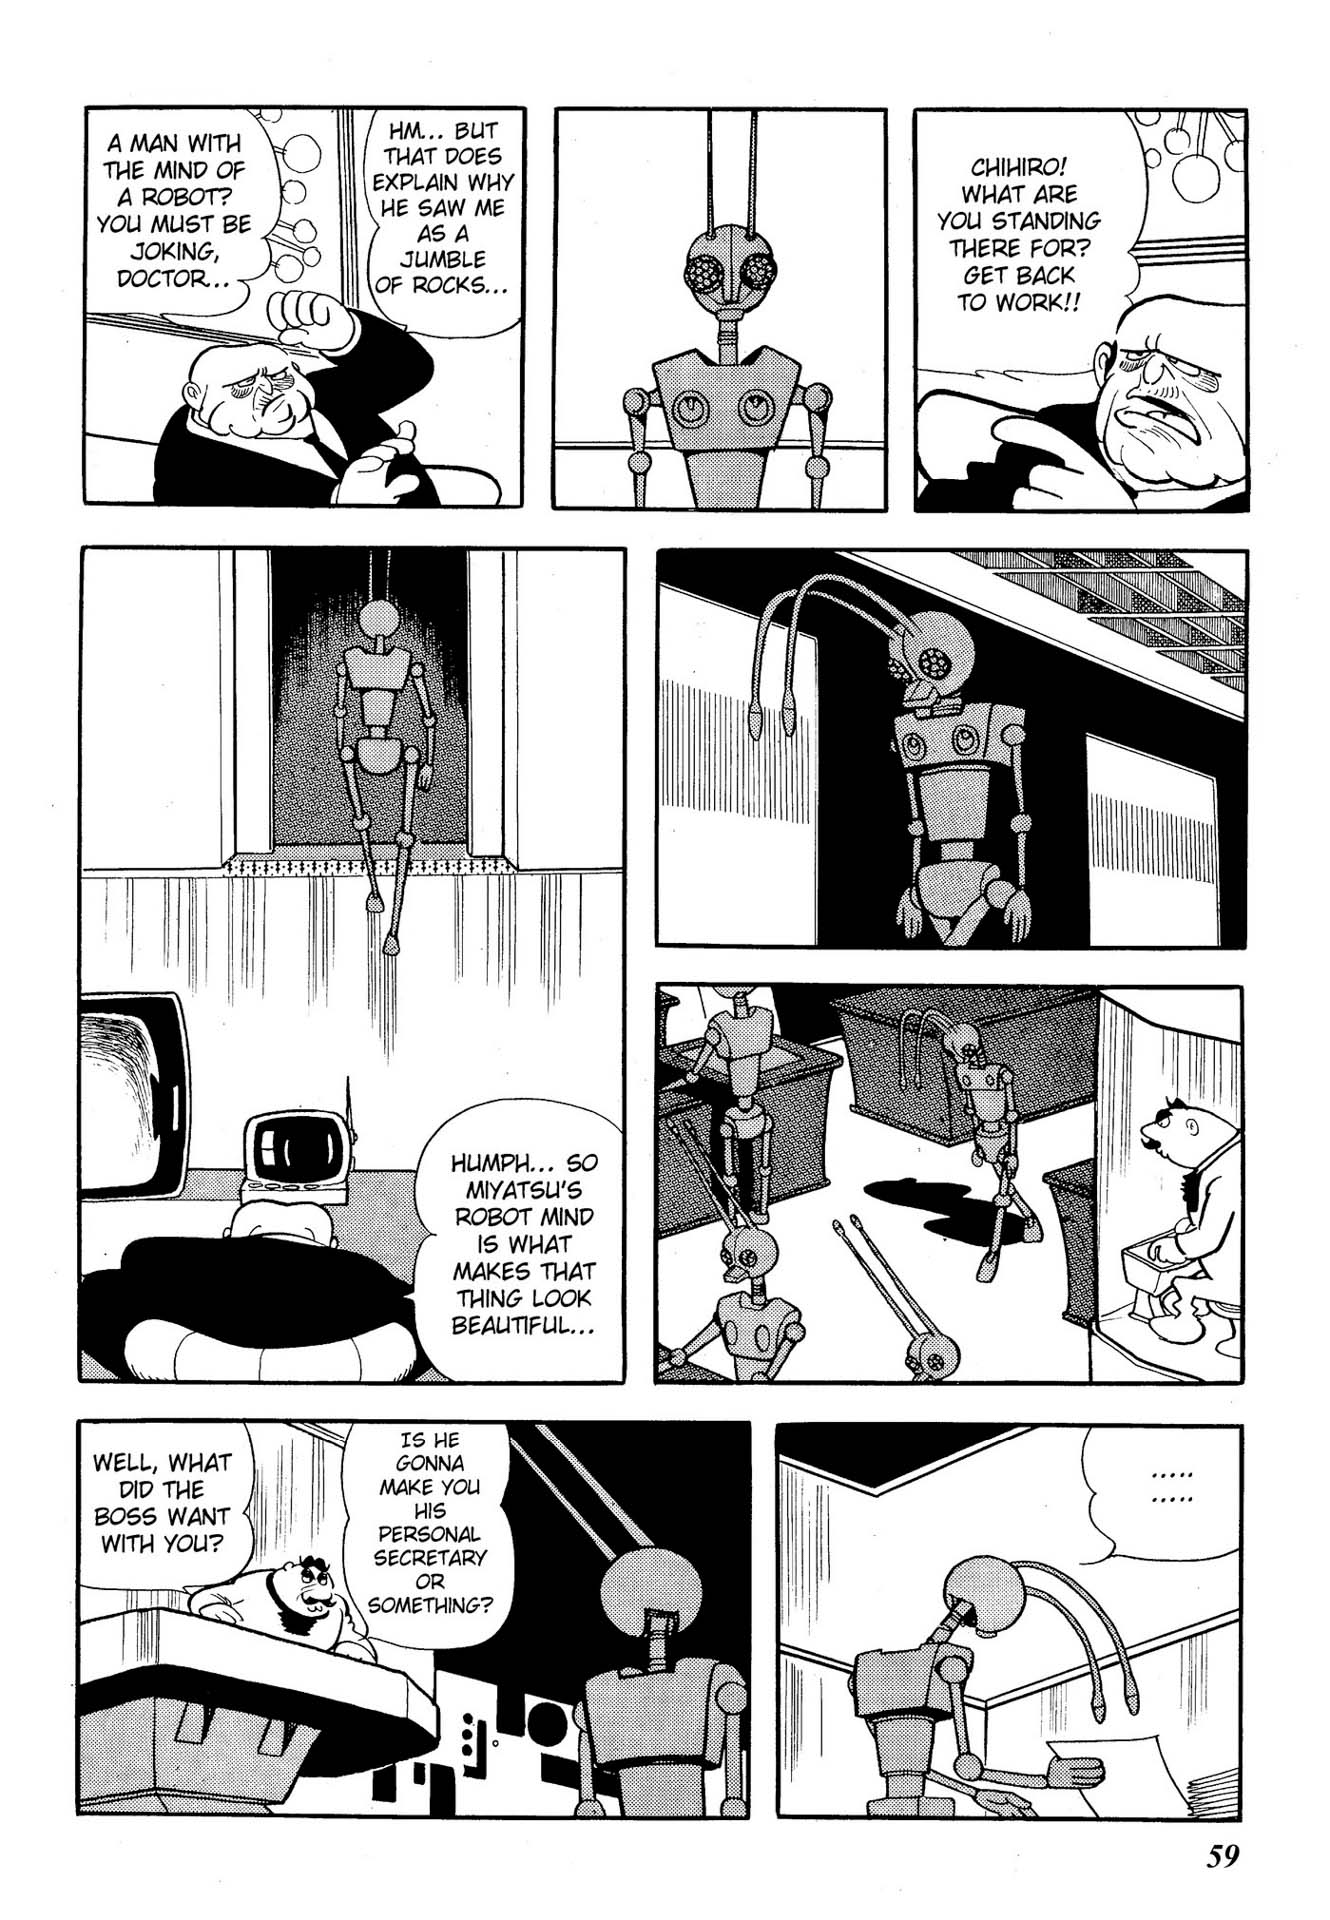 A MAN WITH
THE MIND OF
A ROBOT?
YOU MUST BE
JOKING,
DOCTOR...
HM... BUT
THAT DOES
EXPLAIN WHY
HE SAW ME
AS A
JUMBLE
OF ROCKS...
CHIHIRO!
WHAT ARE
YOU STANDING
THERE FOR?
GET BACK
TO WORK!!
HUMPH... SO
MIYATSU'S
ROBOT MIND
IS WHAT
MAKES THAT
THING LOOK
BEAUTIFUL...
WELL, WHAT
DID THE
BOSS WANT
WITH YOU?
IS HE
GONNA
MAKE YOU
HIS
PERSONAL
SECRETARY
OR
SOMETHING?
.....
.....
59